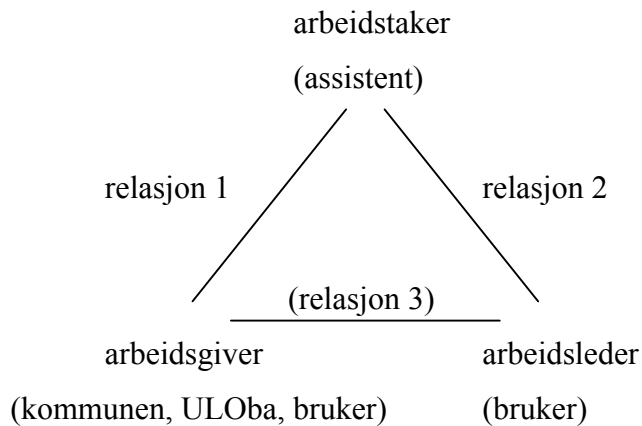 arbeidstaker
(assistent)
relasjon 1
relasjon 2
(relasjon 3)
arbeidsgiver
arbeidsleder
(kommunen, ULOba, bruker)
(bruker)